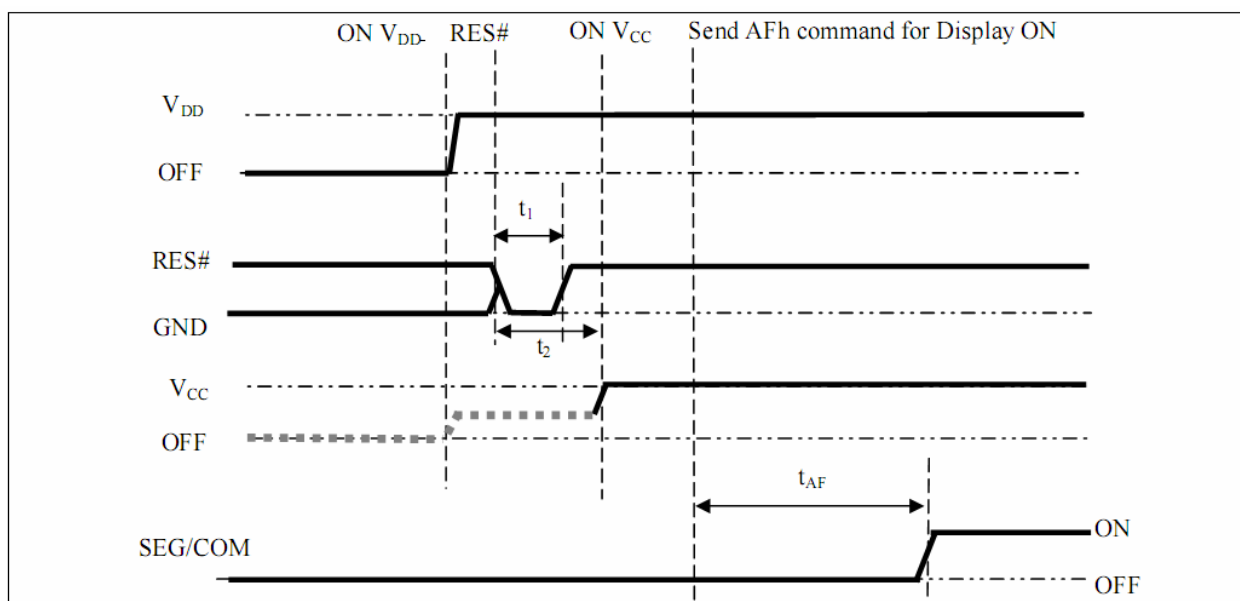 ON VDD- RES# ON VCC Send AFh command for Display ON
VDD
OFF
t1
RES#
GND
t2
VCC
OFF
tAF
SEG/COM
ON
OFF